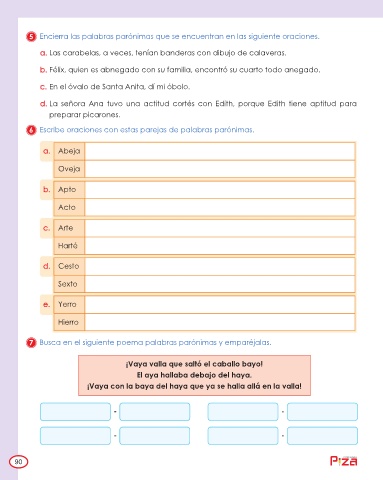 5 Encierra las palabras parónimas que se encuentran en las siguiente oraciones.
a. Las carabelas, a veces, tenían banderas con dibujo de calaveras.
b. Félix, quien es abnegado con su familia, encontró su cuarto todo anegado.
c. En el óvalo de Santa Anita, dí mi óbolo.
d. La señora Ana tuvo una actitud cortés con Edith, porque Edith tiene aptitud para
preparar picarones.
6 Escribe oraciones con estas parejas de palabras parónimas.
a. Abeja
Oveja
b. Apto
Acto
c. Arte
Harté
d. Cesto
Sexto
e. Yerro
Hierro
7 Busca en el siguiente poema palabras parónimas y emparéjalas.
¡Vaya valla que saltó el caballo bayo!
El aya hallaba debajo del haya.
¡Vaya con la baya del haya que ya se halla allá en la valla!
- -
- -
90
Piza